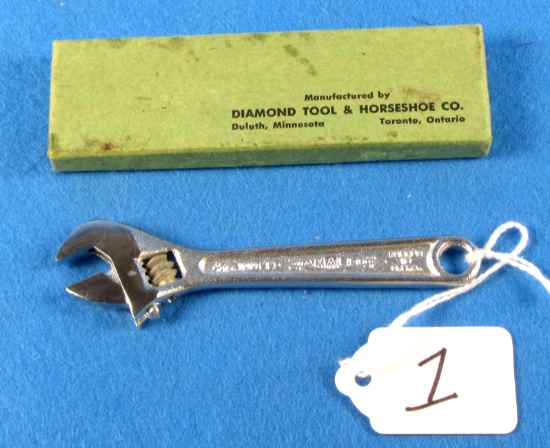 Manufactured by
DIAMOND TOOL & HORSESHOE CO.
Duluth, Minnesota Toronto, Ontario
1